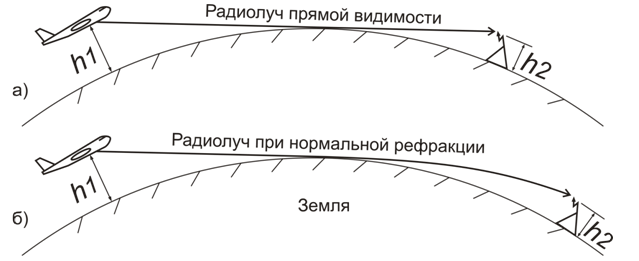 Радиолуч прямой видимости
h1
h2
а)
Радиолуч при нормальной рефракции
h1
Земля
h2
б)